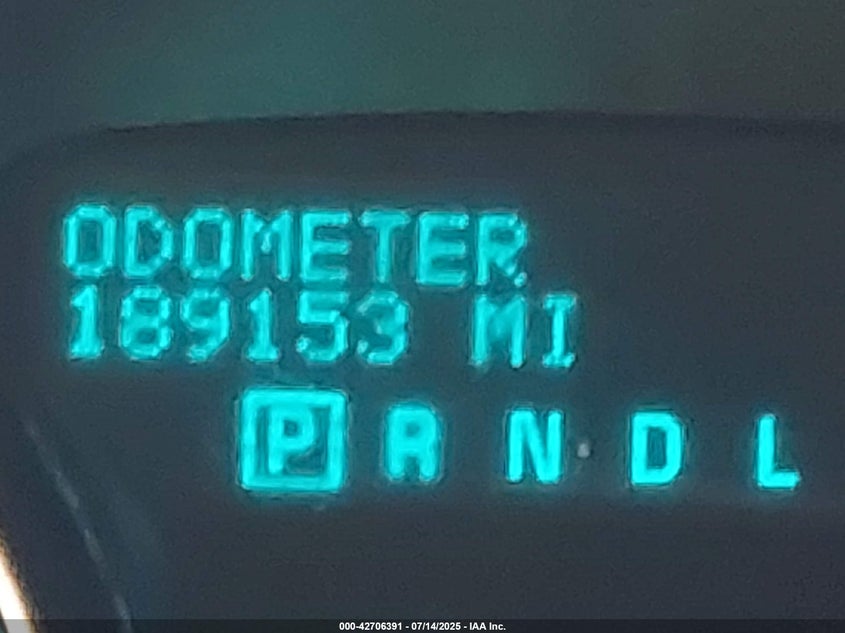 ODOMETER
189153 MI
P R N D L
000-42706391 - 07/14/2025 - IAA Inc.